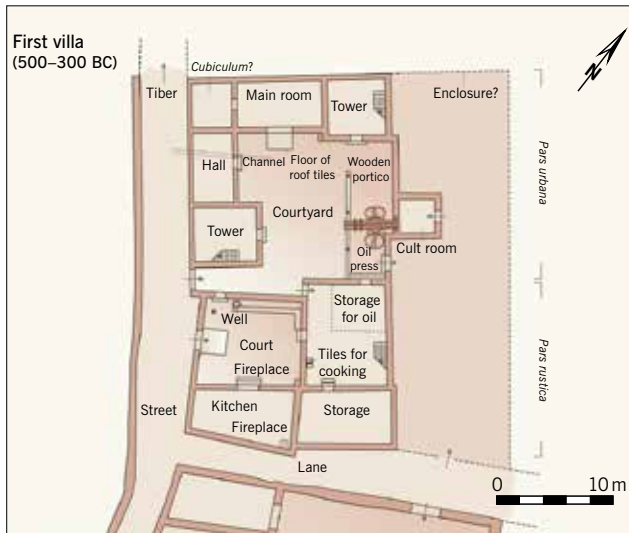 First villa
(500–300 BC)
N
Cubiculum?
Tiber
Main room
Tower
Enclosure?
Pars urbana
Hall
Channel
Floor of
roof tiles
Wooden
portico
Courtyard
Tower
Cult room
Oil
press
Storage
for oil
Well
Court
Fireplace
Tiles for
cooking
Pars rustica
Street
Kitchen
Fireplace
Storage
Lane
0
10 m